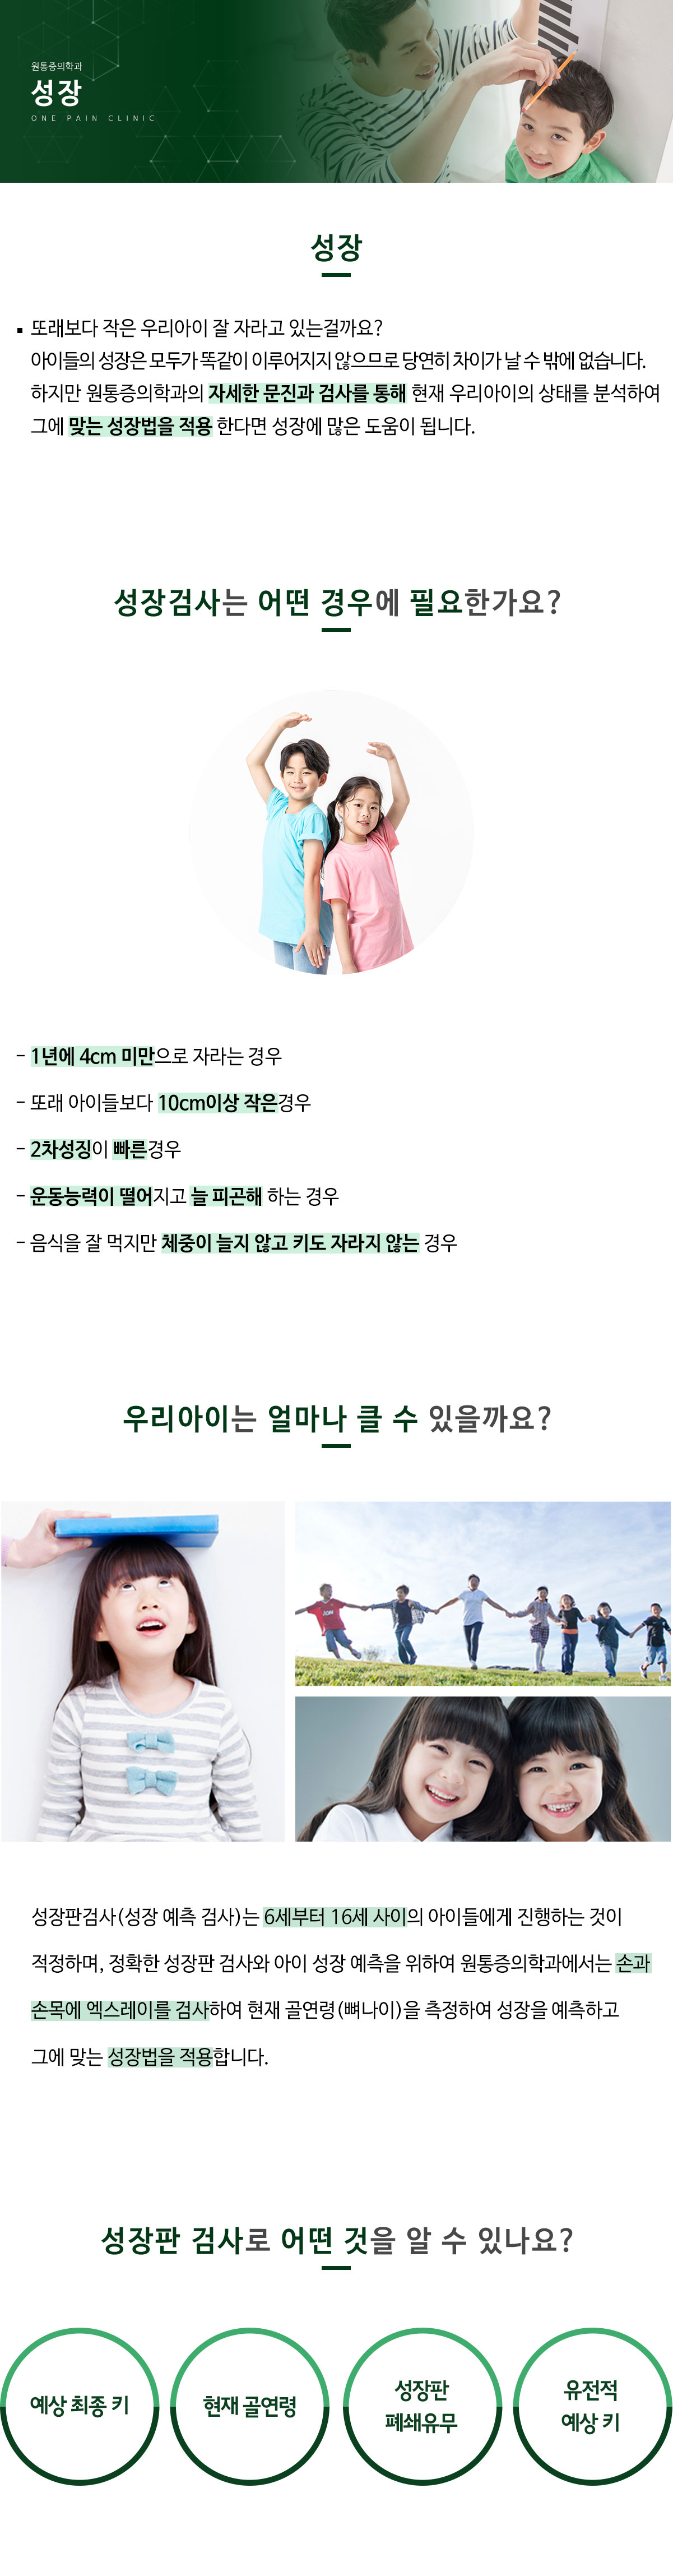 원통증의학과
성장
ONE PAIN CLINIC
성장
▪ 또래보다 작은 우리아이 잘 자라고 있는걸까요?
아이들의 성장은 모두가 똑같이 이루어지지 않으므로 당연히 차이가 날 수 밖에 없습니다.
하지만 원통증의학과의 자세한 문진과 검사를 통해 현재 우리아이의 상태를 분석하여
그에 맞는 성장법을 적용 한다면 성장에 많은 도움이 됩니다.
성장검사는 어떤 경우에 필요한가요?
- 1년에 4cm 미만으로 자라는 경우
- 또래 아이들보다 10cm이상 작은경우
- 2차성징이 빠른경우
- 운동능력이 떨어지고 늘 피곤해 하는 경우
- 음식을 잘 먹지만 체중이 늘지 않고 키도 자라지 않는 경우
우리아이는 얼마나 클 수 있을까요?
성장판검사(성장 예측 검사)는 6세부터 16세 사이의 아이들에게 진행하는 것이
적정하며, 정확한 성장판 검사와 아이 성장 예측을 위하여 원통증의학과에서는 손과
손목에 엑스레이를 검사하여 현재 골연령(뼈나이)을 측정하여 성장을 예측하고
그에 맞는 성장법을 적용합니다.
성장판 검사로 어떤 것을 알 수 있나요?
예상 최종 키
현재 골연령
성장판
폐쇄유무
유전적
예상 키